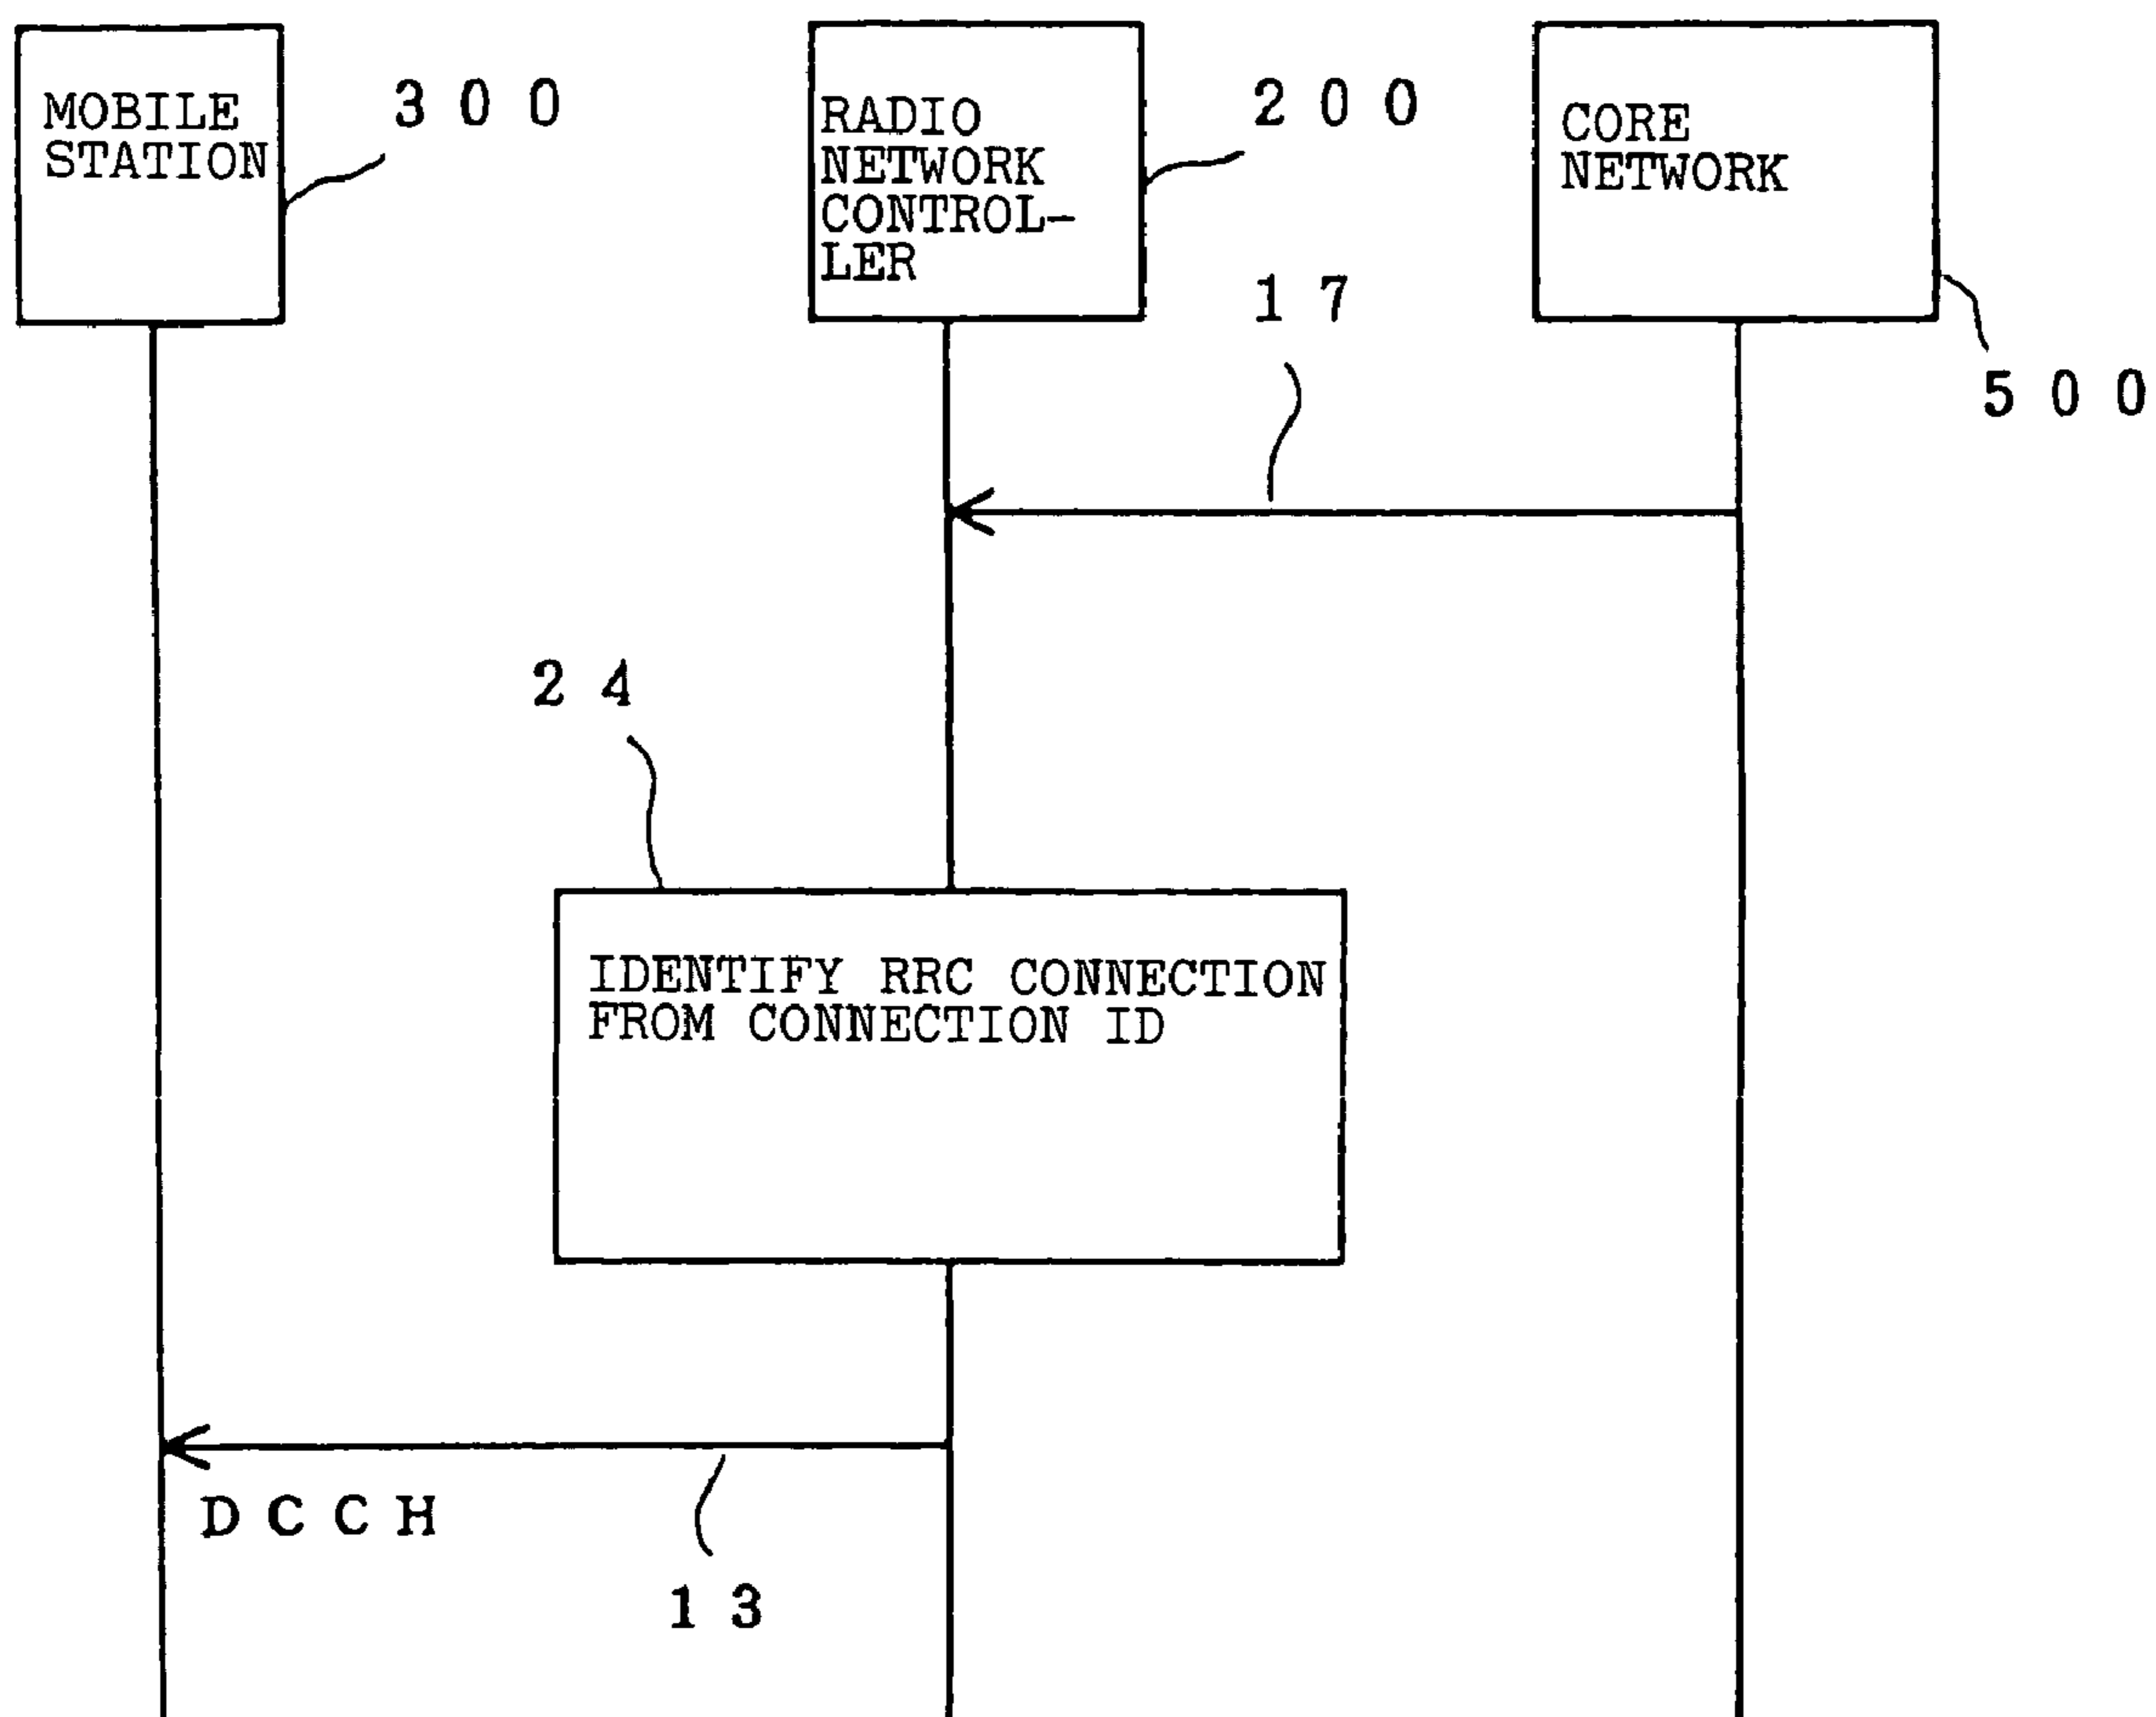 MOBILE
STATION
300
RADIO
NETWORK
CONTROL-
LER
200
CORE
NETWORK
500
17
24
IDENTIFY RRC CONNECTION
FROM CONNECTION ID
DCCH
13